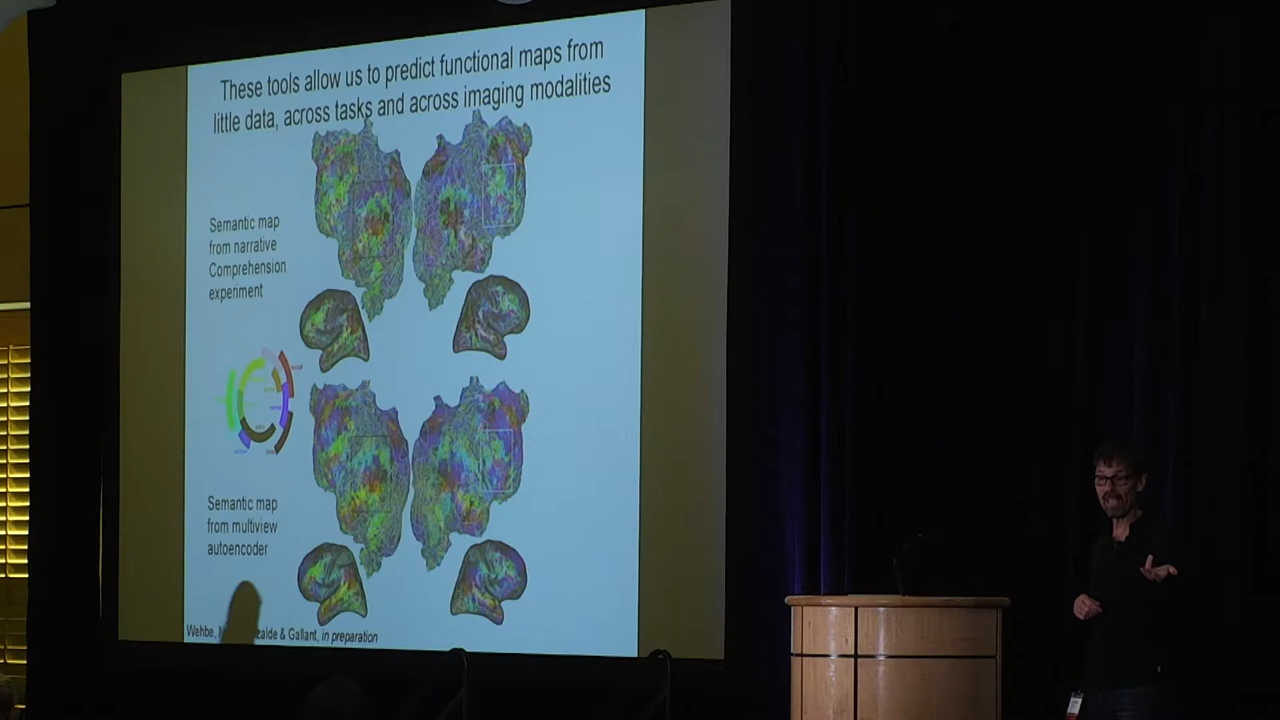 These tools allow us to predict functional maps from
little data, across tasks and across imaging modalities
Semantic map
from narrative
Comprehension
experiment
Semantic map
from multiview
autoencoder
Wehbe, & Gallant, in preparation